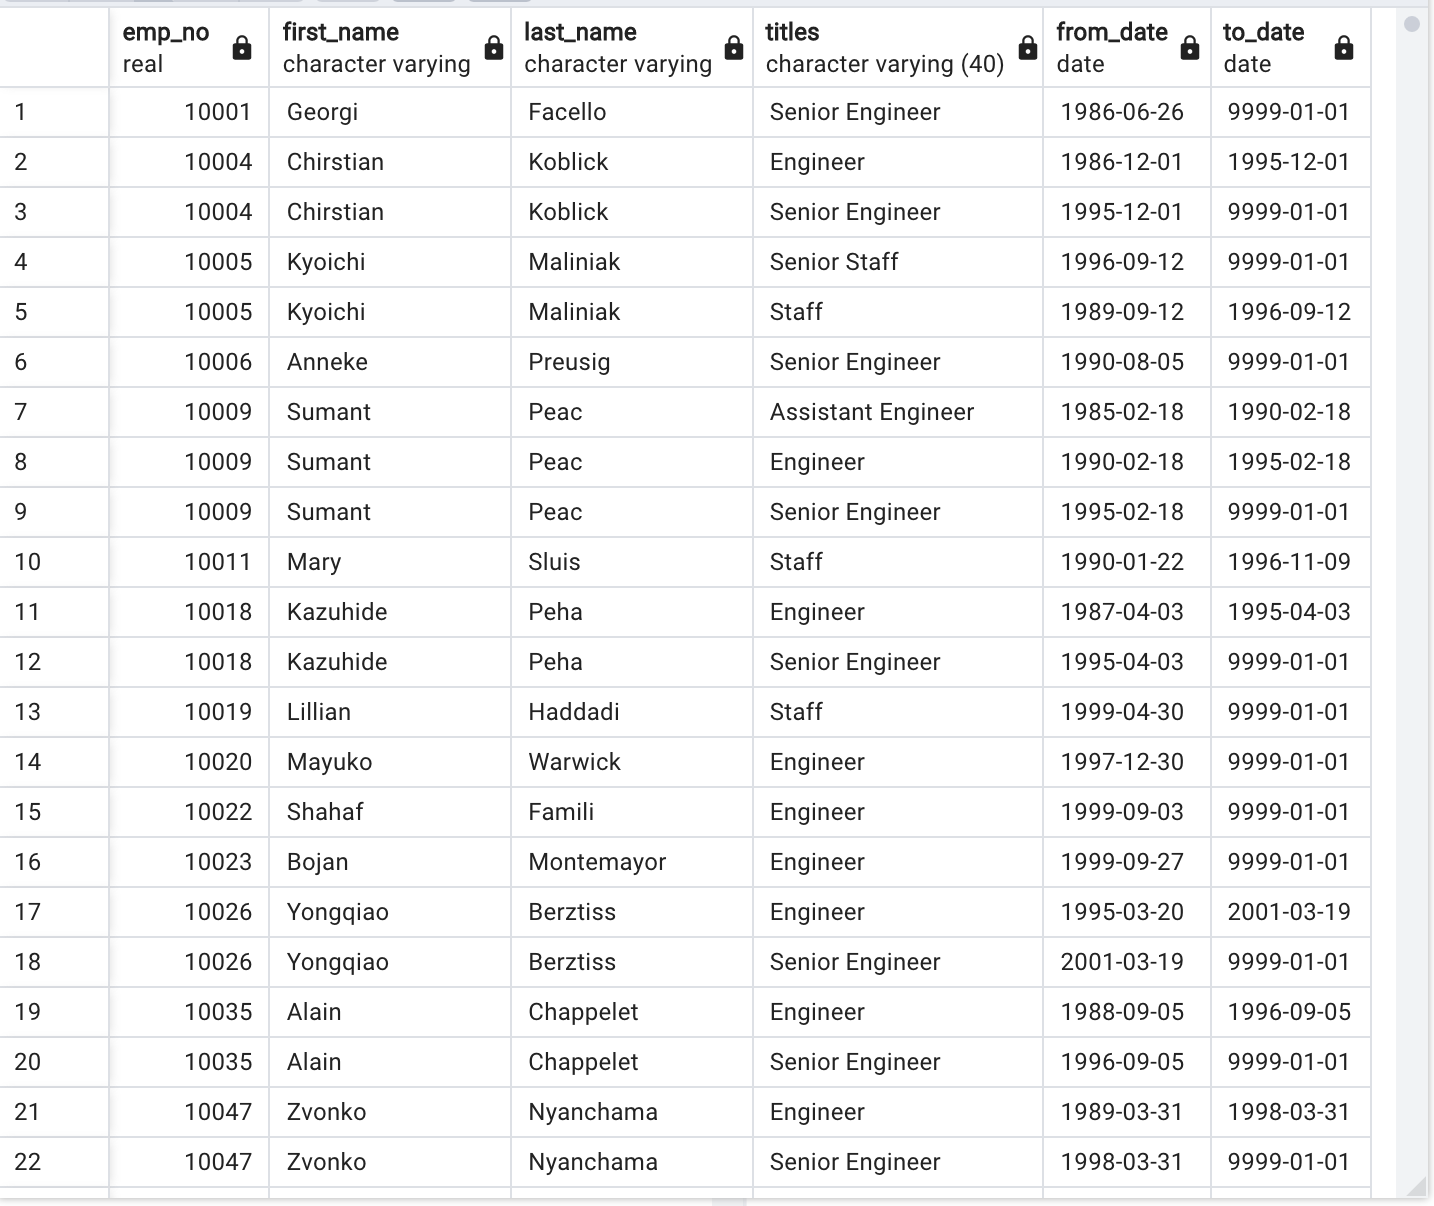 emp_no first_name last_name titles from_date to_date
real character varying character varying character varying (40) date date
1 10001 Georgi Facello Senior Engineer 1986-06-26 9999-01-01
2 10004 Chirstian Koblick Engineer 1986-12-01 1995-12-01
3 10004 Chirstian Koblick Senior Engineer 1995-12-01 9999-01-01
4 10005 Kyoichi Maliniak Senior Staff 1996-09-12 9999-01-01
5 10005 Kyoichi Maliniak Staff 1989-09-12 1996-09-12
6 10006 Anneke Preusig Senior Engineer 1990-08-05 9999-01-01
7 10009 Sumant Peac Assistant Engineer 1985-02-18 1990-02-18
8 10009 Sumant Peac Engineer 1990-02-18 1995-02-18
9 10009 Sumant Peac Senior Engineer 1995-02-18 9999-01-01
10 10011 Mary Sluis Staff 1990-01-22 1996-11-09
11 10018 Kazuhide Peha Engineer 1987-04-03 1995-04-03
12 10018 Kazuhide Peha Senior Engineer 1995-04-03 9999-01-01
13 10019 Lillian Haddadi Staff 1999-04-30 9999-01-01
14 10020 Mayuko Warwick Engineer 1997-12-30 9999-01-01
15 10022 Shahaf Famili Engineer 1999-09-03 9999-01-01
16 10023 Bojan Montemayor Engineer 1999-09-27 9999-01-01
17 10026 Yongqiao Berztiss Engineer 1995-03-20 2001-03-19
18 10026 Yongqiao Berztiss Senior Engineer 2001-03-19 9999-01-01
19 10035 Alain Chappelet Engineer 1988-09-05 1996-09-05
20 10035 Alain Chappelet Senior Engineer 1996-09-05 9999-01-01
21 10047 Zvonko Nyanchama Engineer 1989-03-31 1998-03-31
22 10047 Zvonko Nyanchama Senior Engineer 1998-03-31 9999-01-01